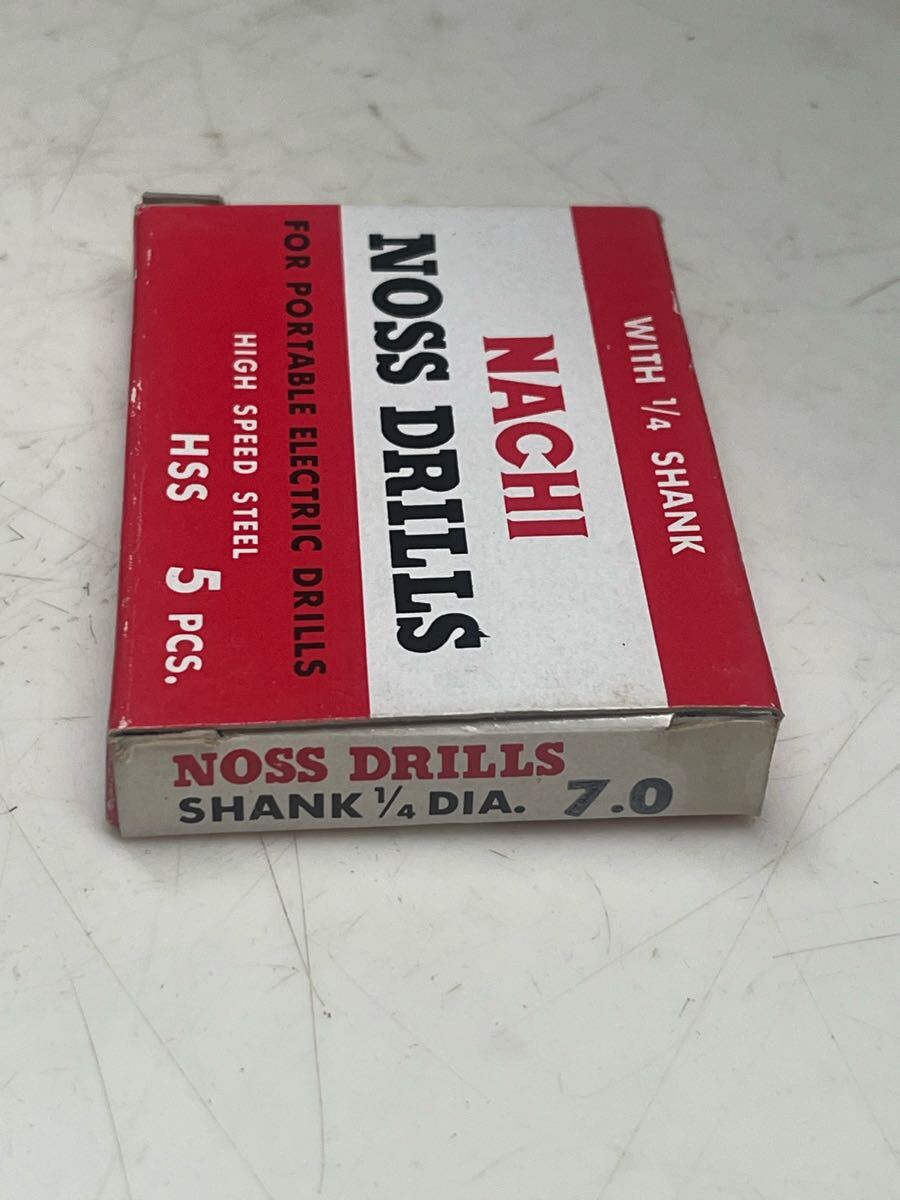 WITH 1/4 SHANK
NACHI
NOSS DRILLS
FOR PORTABLE ELECTRIC DRILLS
HIGH SPEED STEEL
HSS 5 PCS.
NOSS DRILLS
SHANK 1/4 DIA. 7.0